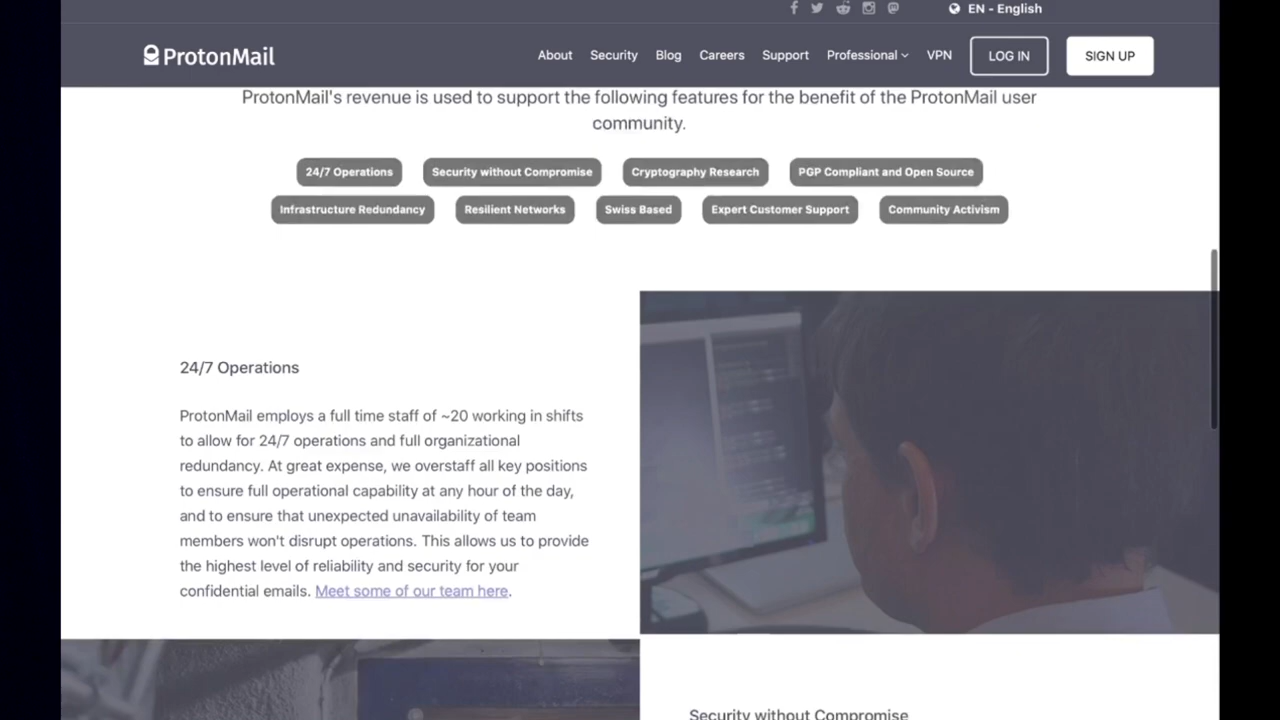 EN - English
ProtonMail
About Security Blog Careers Support Professional VPN LOG IN SIGN UP
ProtonMail's revenue is used to support the following features for the benefit of the ProtonMail user
community.
24/7 Operations Security without Compromise Cryptography Research PGP Compliant and Open Source
Infrastructure Redundancy Resilient Networks Swiss Based Expert Customer Support Community Activism
24/7 Operations
ProtonMail employs a full time staff of ~20 working in shifts
to allow for 24/7 operations and full organizational
redundancy. At great expense, we overstaff all key positions
to ensure full operational capability at any hour of the day,
and to ensure that unexpected unavailability of team
members won't disrupt operations. This allows us to provide
the highest level of reliability and security for your
confidential emails. Meet some of our team here.
Security without Compromise